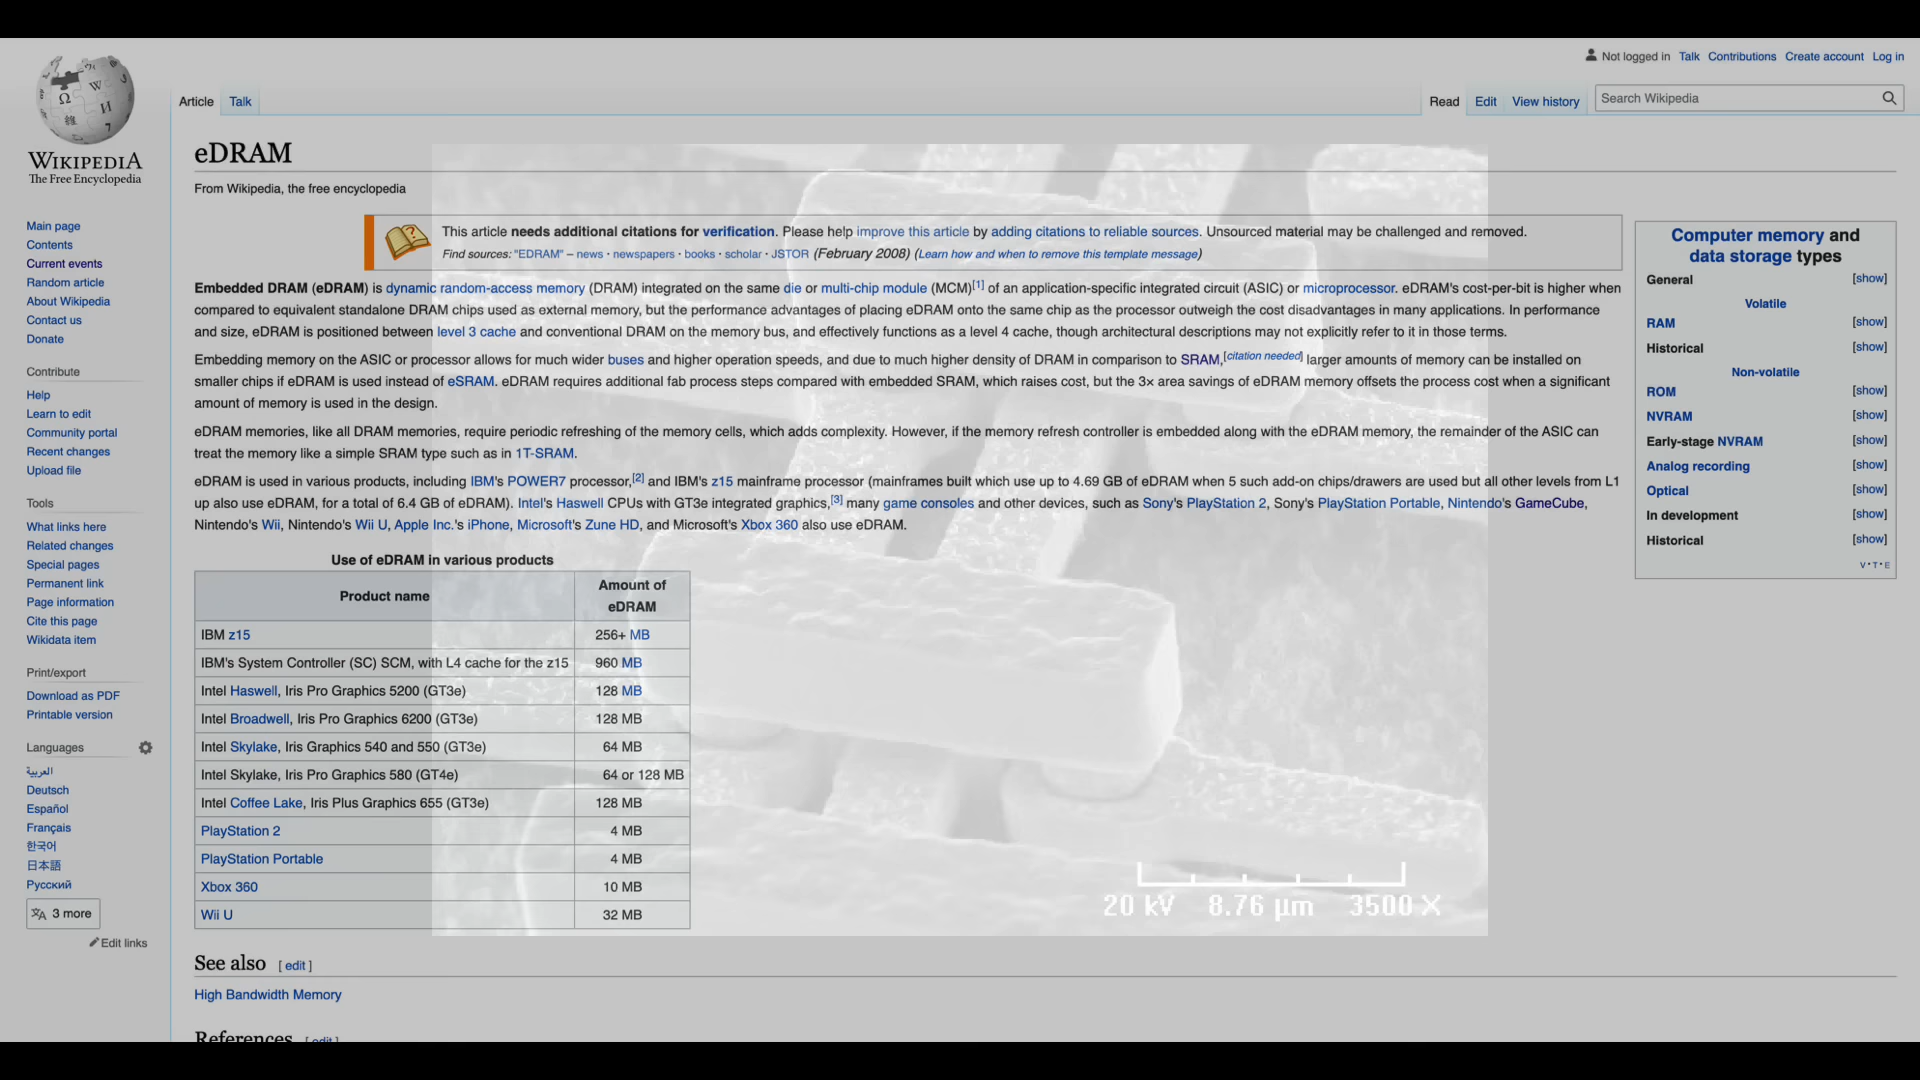 Not logged in Talk Contributions Create account Log in
Article Talk Read Edit View history Search Wikipedia
WIKIPEDIA
The Free Encyclopedia
Main page
Contents
Current events
Random article
About Wikipedia
Contact us
Donate
Contribute
Help
Learn to edit
Community portal
Recent changes
Upload file
Tools
What links here
Related changes
Special pages
Permanent link
Page information
Cite this page
Wikidata item
Print/export
Download as PDF
Printable version
Languages
العربية
Deutsch
Español
Français
한국어
日本語
Русский
3 more
Edit links
eDRAM
From Wikipedia, the free encyclopedia
This article needs additional citations for verification. Please help improve this article by adding citations to reliable sources. Unsourced material may be challenged and removed.
Find sources: "EDRAM" – news · newspapers · books · scholar · JSTOR (February 2008) (Learn how and when to remove this template message)
Embedded DRAM (eDRAM) is dynamic random-access memory (DRAM) integrated on the same die or multi-chip module (MCM)[1] of an application-specific integrated circuit (ASIC) or microprocessor. eDRAM's cost-per-bit is higher when
compared to equivalent standalone DRAM chips used as external memory, but the performance advantages of placing eDRAM onto the same chip as the processor outweigh the cost disadvantages in many applications. In performance
and size, eDRAM is positioned between level 3 cache and conventional DRAM on the memory bus, and effectively functions as a level 4 cache, though architectural descriptions may not explicitly refer to it in those terms.
Embedding memory on the ASIC or processor allows for much wider buses and higher operation speeds, and due to much higher density of DRAM in comparison to SRAM,[citation needed] larger amounts of memory can be installed on
smaller chips if eDRAM is used instead of eSRAM. eDRAM requires additional fab process steps compared with embedded SRAM, which raises cost, but the 3× area savings of eDRAM memory offsets the process cost when a significant
amount of memory is used in the design.
eDRAM memories, like all DRAM memories, require periodic refreshing of the memory cells, which adds complexity. However, if the memory refresh controller is embedded along with the eDRAM memory, the remainder of the ASIC can
treat the memory like a simple SRAM type such as in 1T-SRAM.
eDRAM is used in various products, including IBM's POWER7 processor,[2] and IBM's z15 mainframe processor (mainframes built which use up to 4.69 GB of eDRAM when 5 such add-on chips/drawers are used but all other levels from L1
up also use eDRAM, for a total of 6.4 GB of eDRAM). Intel's Haswell CPUs with GT3e integrated graphics,[3] many game consoles and other devices, such as Sony's PlayStation 2, Sony's PlayStation Portable, Nintendo's GameCube,
Nintendo's Wii, Nintendo's Wii U, Apple Inc.'s iPhone, Microsoft's Zune HD, and Microsoft's Xbox 360 also use eDRAM.
Use of eDRAM in various products
Product name Amount of
eDRAM
IBM z15 256+ MB
IBM's System Controller (SC) SCM, with L4 cache for the z15 960 MB
Intel Haswell, Iris Pro Graphics 5200 (GT3e) 128 MB
Intel Broadwell, Iris Pro Graphics 6200 (GT3e) 128 MB
Intel Skylake, Iris Graphics 540 and 550 (GT3e) 64 MB
Intel Skylake, Iris Pro Graphics 580 (GT4e) 64 or 128 MB
Intel Coffee Lake, Iris Plus Graphics 655 (GT3e) 128 MB
PlayStation 2 4 MB
PlayStation Portable 4 MB
Xbox 360 10 MB
Wii U 32 MB
See also [ edit ]
High Bandwidth Memory
References [ edit ]
Computer memory and
data storage types
General [show]
Volatile
RAM [show]
Historical [show]
Non-volatile
ROM [show]
NVRAM [show]
Early-stage NVRAM [show]
Analog recording [show]
Optical [show]
In development [show]
Historical [show]
V·T·E
20 kV 8.76 µm 3500 X